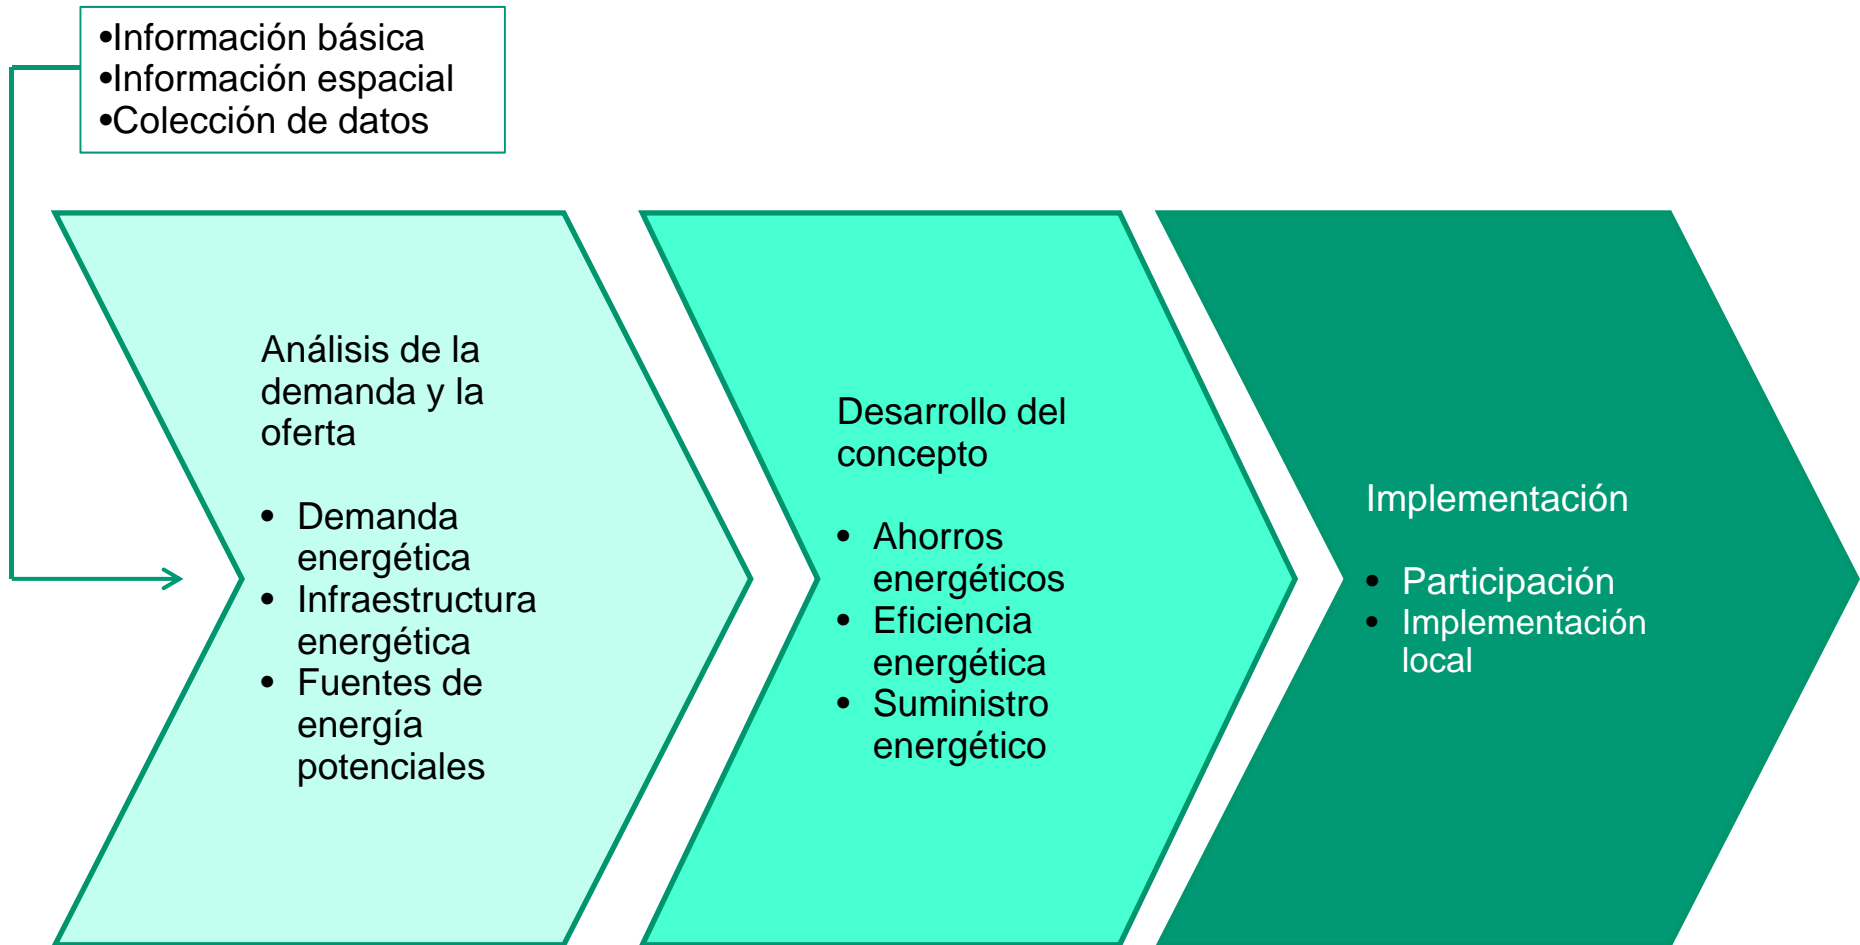 •Información básica
•Información espacial
•Colección de datos
Análisis de la
demanda y la
oferta
• Demanda
energética
• Infraestructura
energética
• Fuentes de
energía
potenciales
Desarrollo del
concepto
• Ahorros
energéticos
• Eficiencia
energética
• Suministro
energético
Implementación
• Participación
• Implementación
local